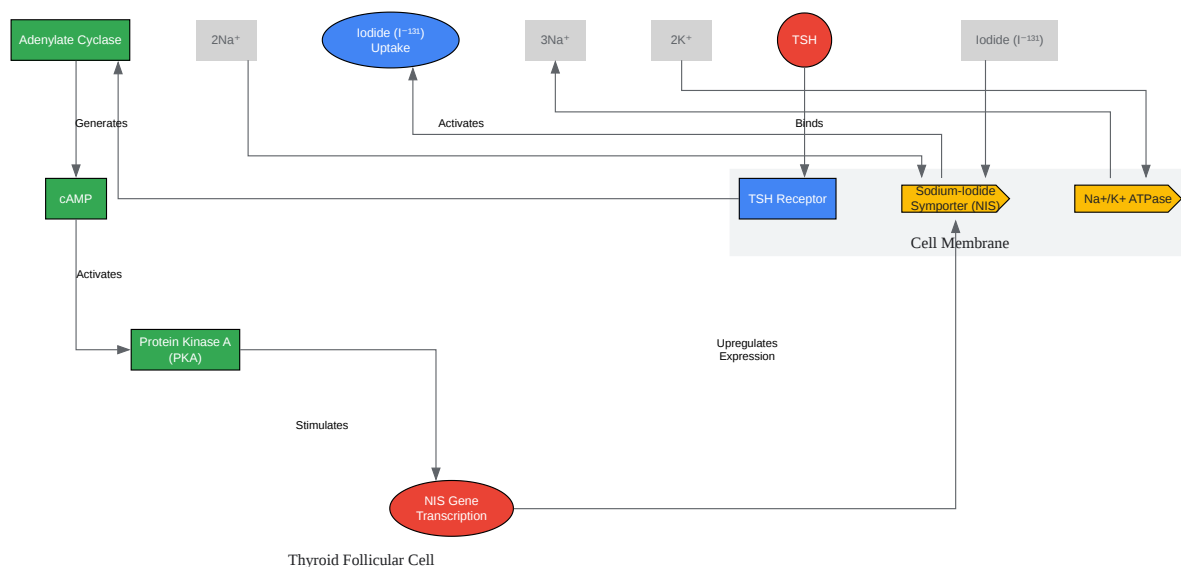 Adenylate Cyclase
2Na⁺
Iodide (I⁻¹³¹)
Uptake
3Na⁺
2K⁺
TSH
Iodide (I⁻¹³¹)
Generates
Activates
Binds
cAMP
TSH Receptor
Sodium-Iodide
Symporter (NIS)
Na+/K+ ATPase
Cell Membrane
Activates
Protein Kinase A
(PKA)
Upregulates
Expression
Stimulates
NIS Gene
Transcription
Thyroid Follicular Cell